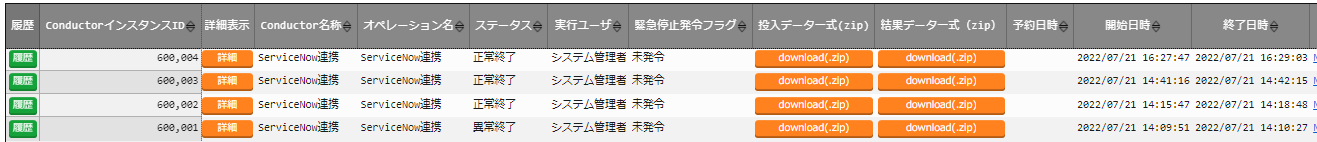 履歴 ConductorインスタンスID 詳細表示 Conductor名称 オペレーション名 ステータス 実行ユーザ 緊急停止発令フラグ 投入データ一式(zip) 結果データ一式 (zip) 予約日時 開始日時 終了日時
履歴 600,004 詳細 ServiceNow連携 ServiceNow連携 正常終了 システム管理者 未発令 download(.zip) download(.zip) 2022/07/21 16:27:47 2022/07/21 16:29:03
履歴 600,003 詳細 ServiceNow連携 ServiceNow連携 正常終了 システム管理者 未発令 download(.zip) download(.zip) 2022/07/21 14:41:16 2022/07/21 14:42:15
履歴 600,002 詳細 ServiceNow連携 ServiceNow連携 正常終了 システム管理者 未発令 download(.zip) download(.zip) 2022/07/21 14:15:47 2022/07/21 14:18:48
履歴 600,001 詳細 ServiceNow連携 ServiceNow連携 異常終了 システム管理者 未発令 download(.zip) download(.zip) 2022/07/21 14:09:51 2022/07/21 14:10:27